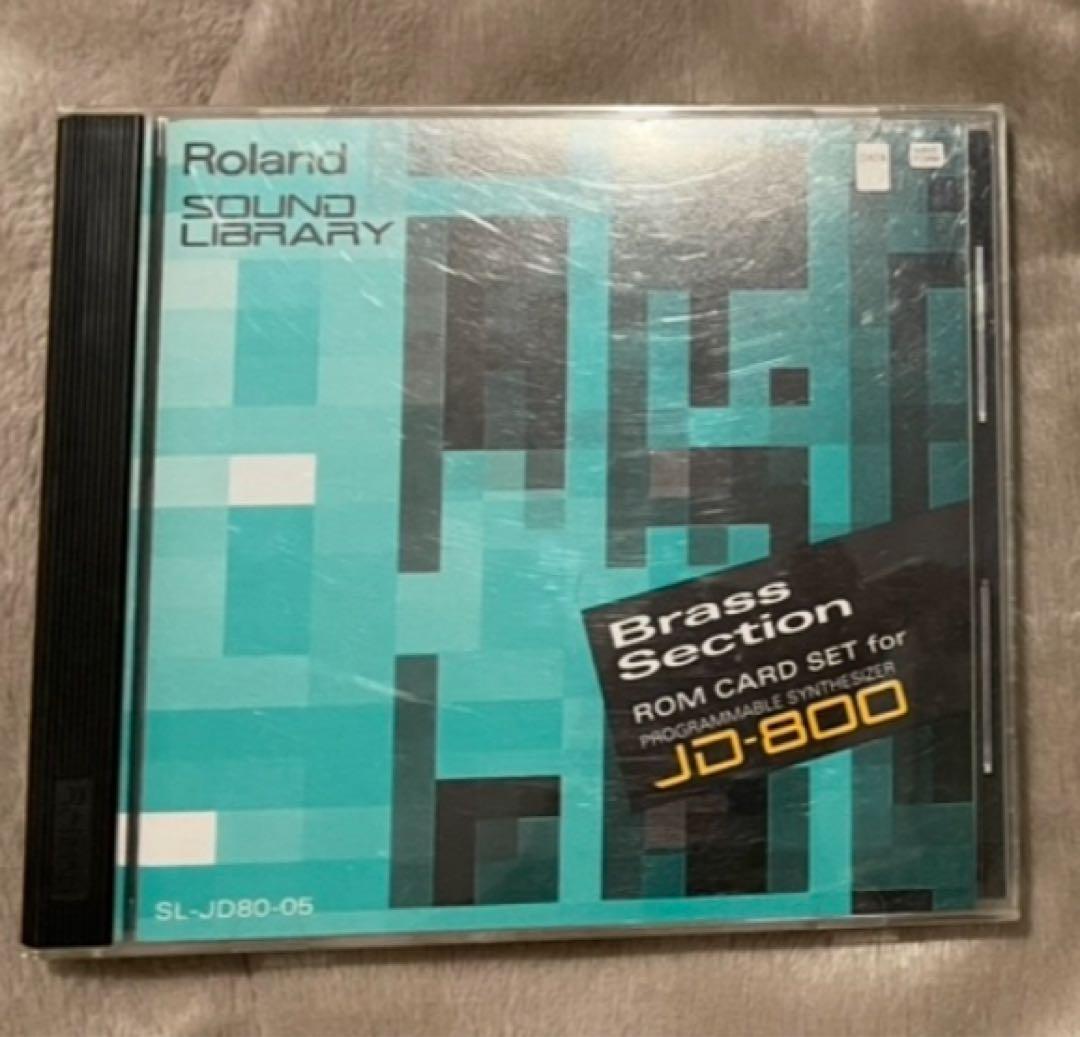 Roland
SOUND
LIBRARY
Brass
Section
ROM CARD SET for
PROGRAMMABLE SYNTHESIZER
JD-800
SL-JD80-05